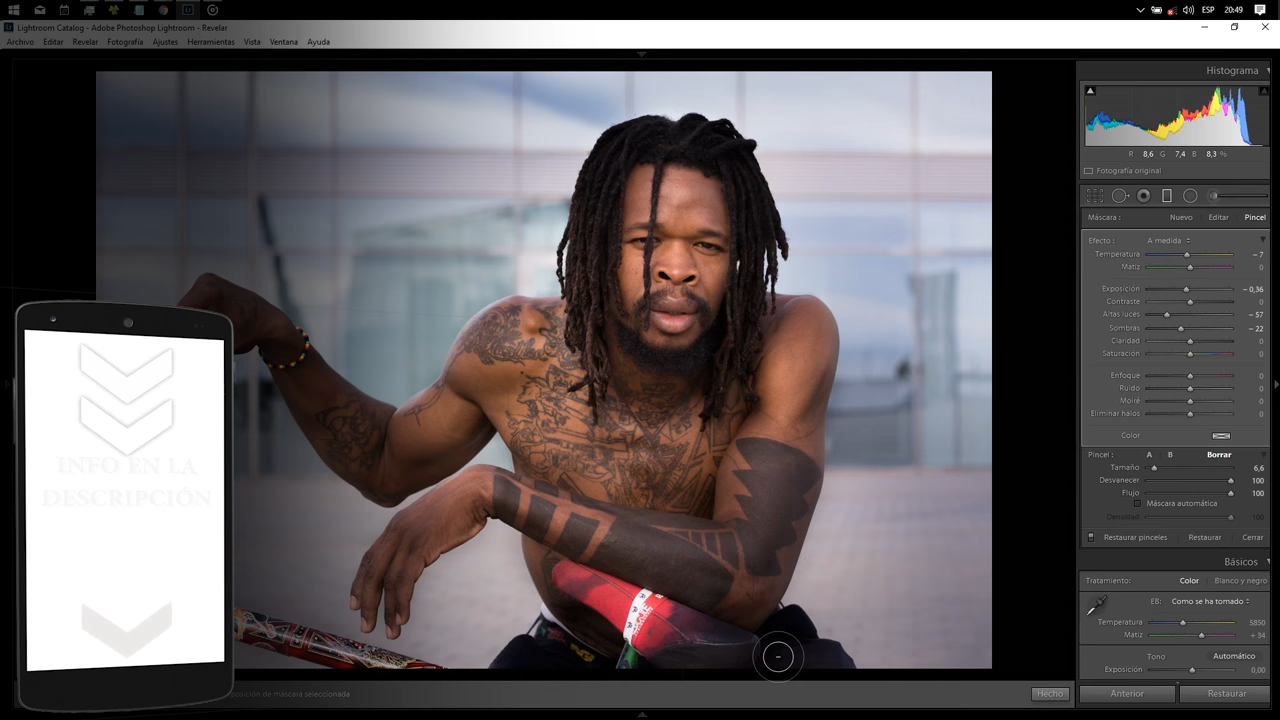 ESP 20:49
Lightroom Catalog - Adobe Photoshop Lightroom - Revelar
Archivo Editar Revelar Fotografía Ajustes Herramientas Vista Ventana Ayuda
Histograma
R 8,6 G 7,4 B 8,3 %
Fotografía original
Máscara : Nuevo Editar Pincel
Efecto : A medida
Temperatura – 7
Matiz 0
Exposición – 0,36
Contraste 0
Altas luces – 57
Sombras – 22
Claridad 0
Saturación 0
Enfoque 0
Ruido 0
Moiré 0
Eliminar halos 0
Color
Pincel : A B Borrar
Tamaño 6,6
Desvanecer 100
Flujo 100
Máscara automática
Densidad 100
Restaurar pinceles Restaurar Cerrar
Básicos
Tratamiento: Color Blanco y negro
EB: Como se ha tomado
Temperatura 5850
Matiz + 34
Tono Automático
Exposición 0,00
Anterior Restaurar
INFO EN LA
DESCRIPCIÓN
posición de máscara seleccionada
Hecho